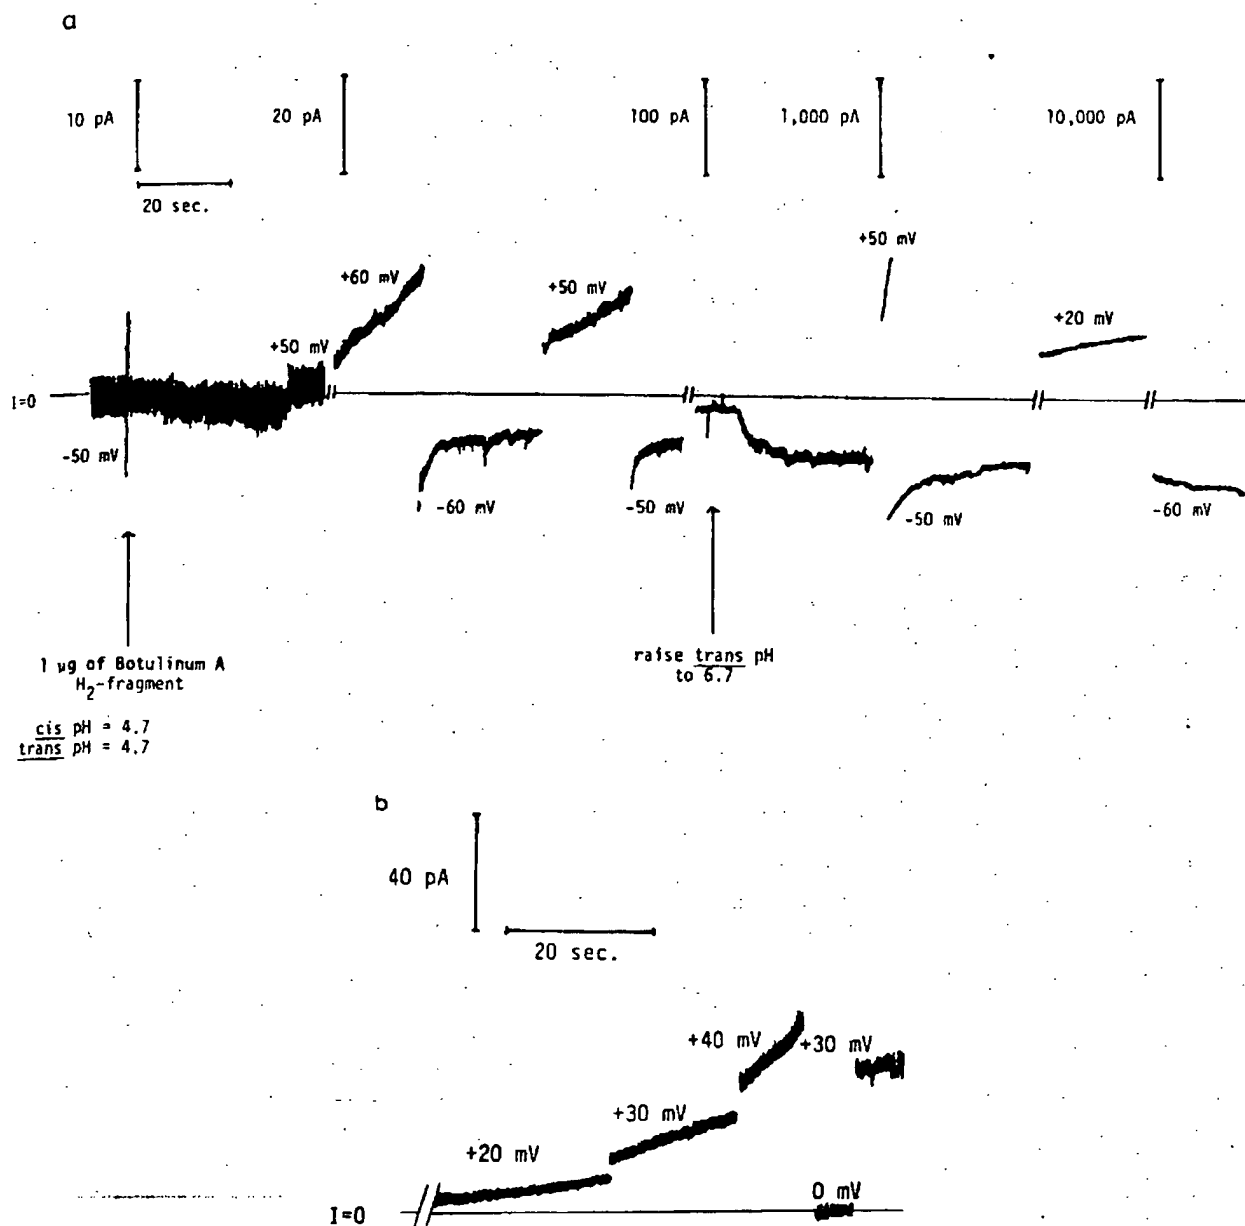 a
10 pA
20 pA
100 pA
1,000 pA
10,000 pA
20 sec.
+50 mV
+60 mV
+50 mV
+20 mV
+50 mV
I=0
-50 mV
-60 mV
-50 mV
-50 mV
-60 mV
1 µg of Botulinum A
H2-fragment
raise trans pH
to 6.7
cis pH = 4.7
trans pH = 4.7
b
40 pA
20 sec.
+40 mV
+30 mV
+30 mV
+20 mV
0 mV
I=0